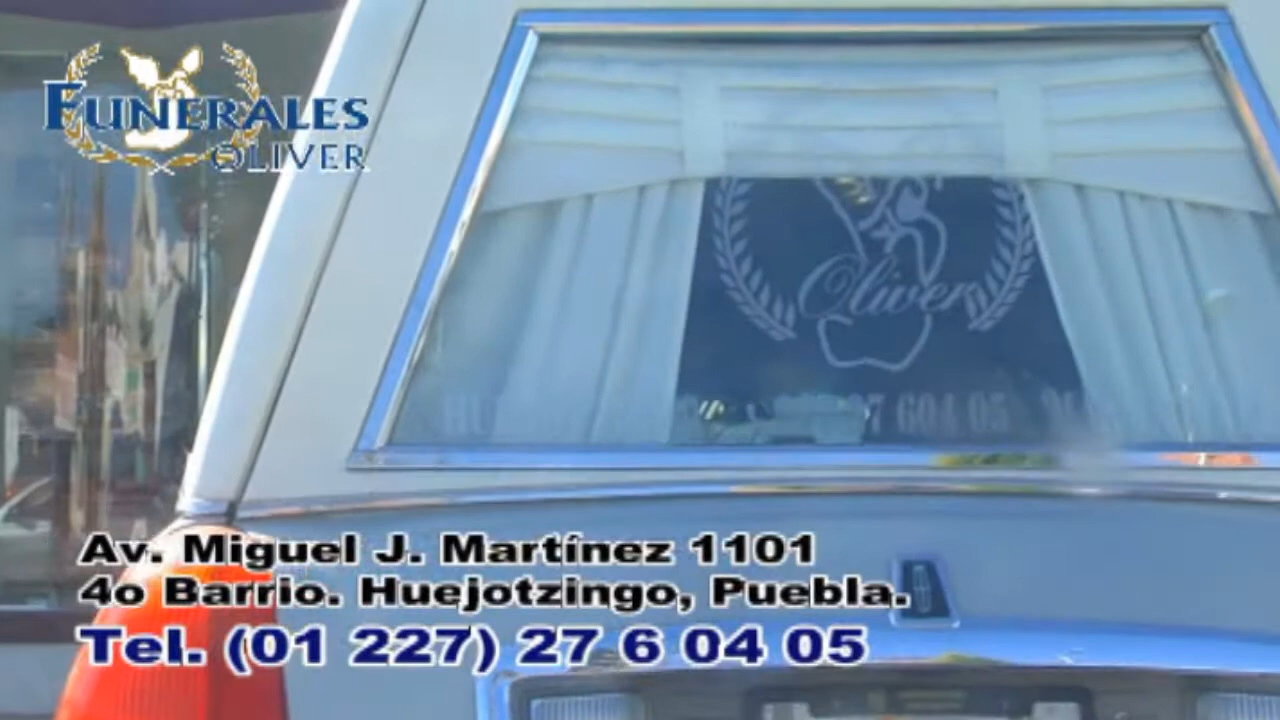 FUNERALES
OLIVER
Oliver
604 05
Av. Miguel J. Martínez 1101
4o Barrio. Huejotzingo, Puebla.
Tel. (01 227) 27 6 04 05